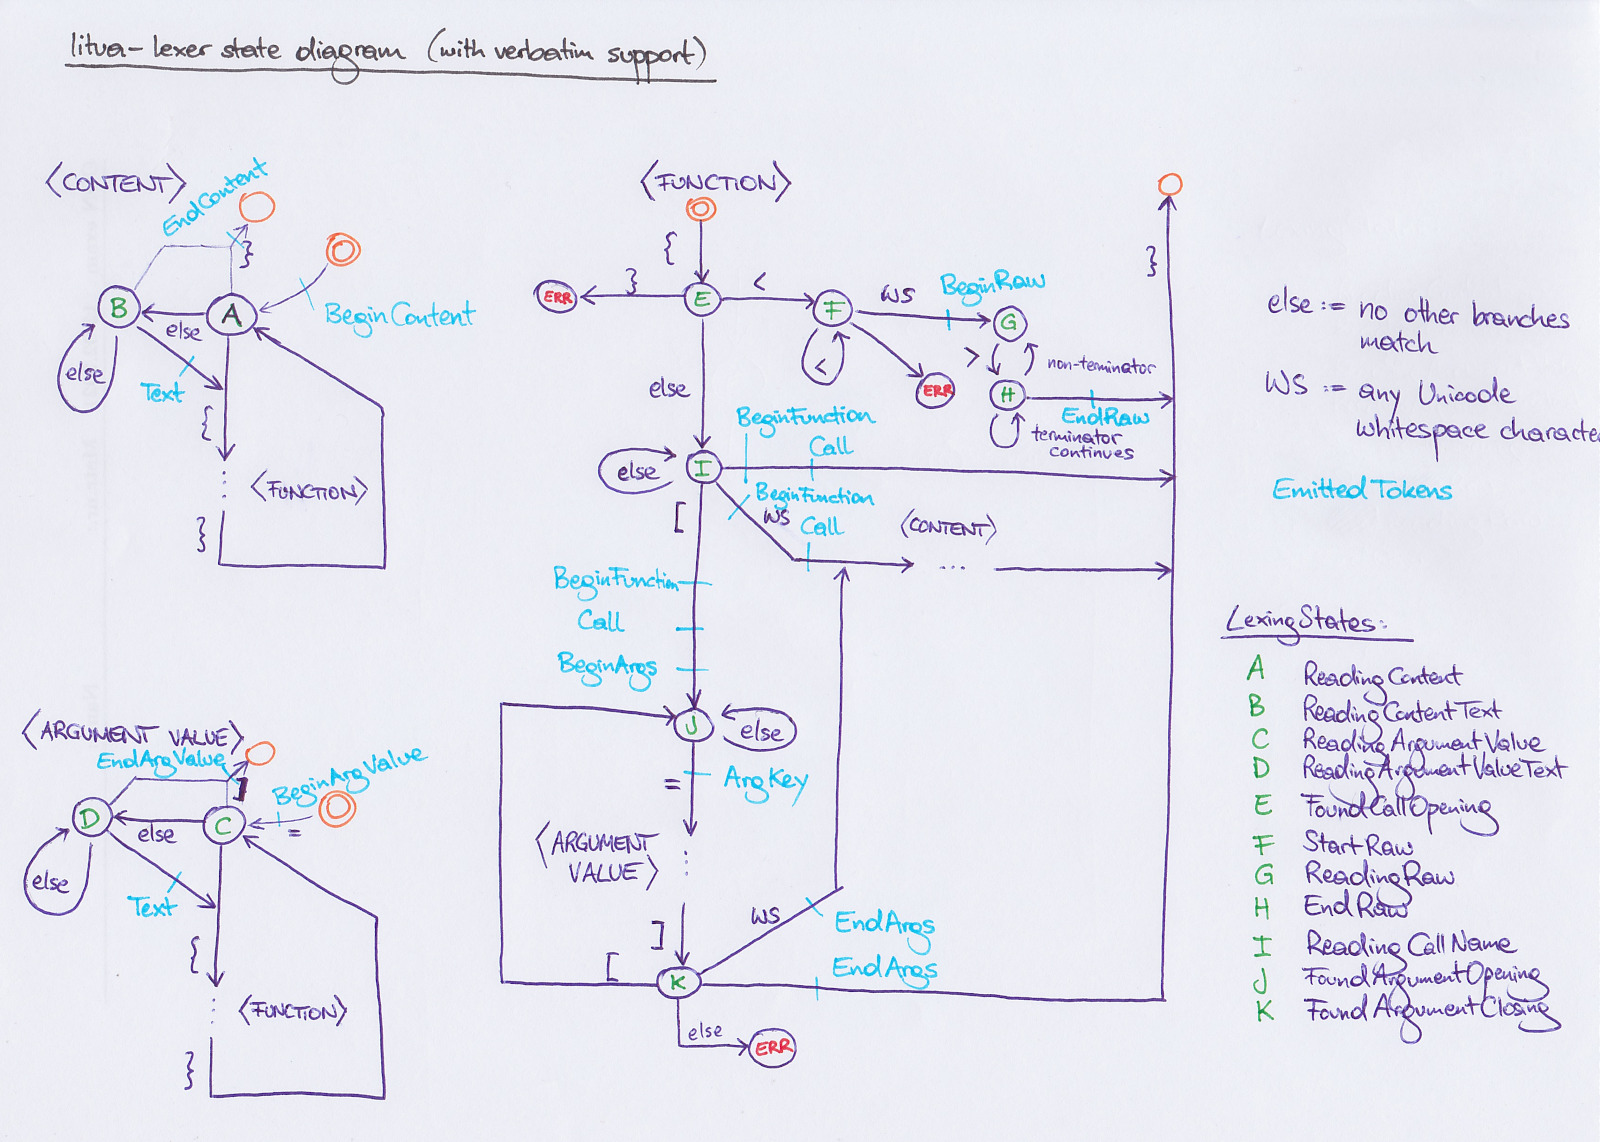 litua-lexer state diagram (with verbatim support)
<CONTENT>
EndContent
}
BeginContent
B
A
else
else
Text
{
<FUNCTION>
}
<ARGUMENT VALUE>
EndArgValue
]
BeginArgValue
=
D
C
else
else
Text
{
<FUNCTION>
}
<FUNCTION>
{
ERR
}
E
<
F
<
WS
BeginRaw
G
>
non-terminator
ERR
H
EndRaw
terminator
continues
}
else
BeginFunction
Call
else
I
[
BeginFunction
WS
Call
<CONTENT>
BeginFunction
Call
BeginArgs
J
else
=
ArgKey
<ARGUMENT
VALUE>
]
WS
EndArgs
[
K
EndArgs
else
ERR
else := no other branches
match
WS := any Unicode
whitespace characte
Emitted Tokens
Lexing States:
A Reading Content
B Reading Content Text
C Reading Argument Value
D Reading Argument Value Text
E Found Call Opening
F Start Raw
G Reading Raw
H End Raw
I Reading Call Name
J Found Argument Opening
K Found Argument Closing